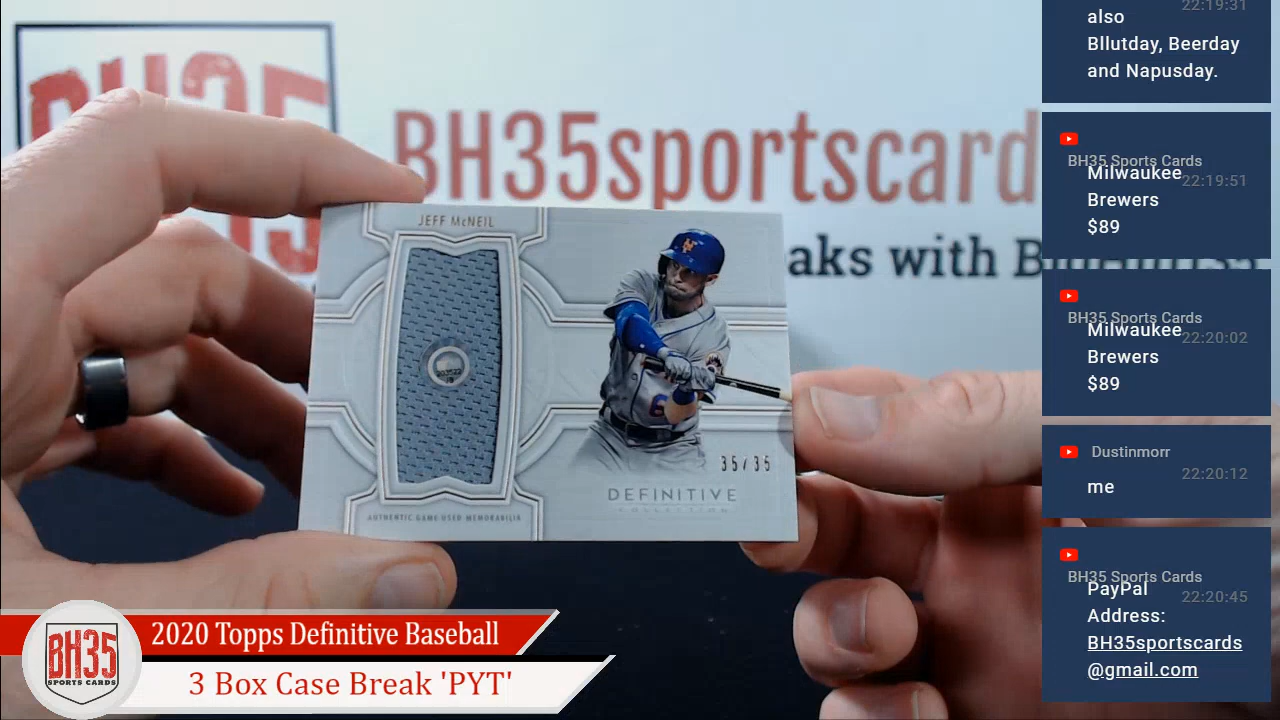 BH35
BH35sportscard
aks with B
JEFF McNEIL
35/35
DEFINITIVE
COLLECTION
AUTHENTIC GAME-USED MEMORABILIA
6
BH35
SPORTS CARDS
2020 Topps Definitive Baseball
3 Box Case Break 'PYT'
22:19:31
also
Bllutday, Beerday
and Napusday.
BH35 Sports Cards
22:19:51
Milwaukee
Brewers
$89
BH35 Sports Cards
22:20:02
Milwaukee
Brewers
$89
Dustinmorr
22:20:12
me
BH35 Sports Cards
22:20:45
PayPal
Address:
BH35sportscards
@gmail.com